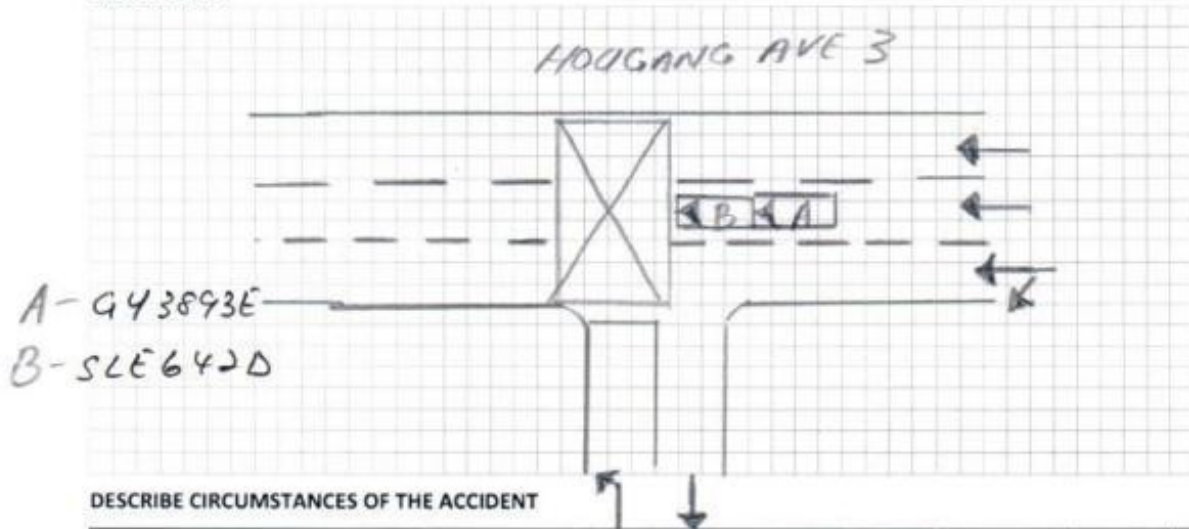 HOUGANG AVE 3
B A
A - GY3893E
B - SLE642D
DESCRIBE CIRCUMSTANCES OF THE ACCIDENT